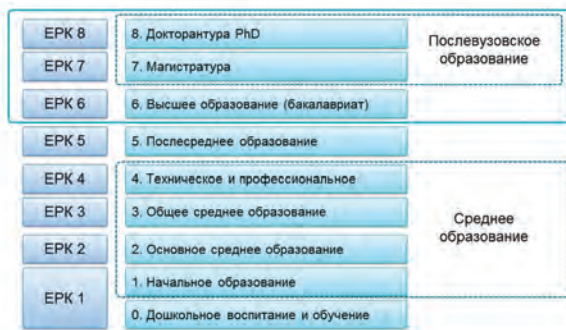 ЕРК 8
8. Докторантура PhD
Послевузовское
образование
ЕРК 7
7. Магистратура
ЕРК 6
6. Высшее образование (бакалавриат)
ЕРК 5
5. Послесреднее образование
ЕРК 4
4. Техническое и профессиональное
ЕРК 3
3. Общее среднее образование
Среднее
образование
ЕРК 2
2. Основное среднее образование
ЕРК 1
1. Начальное образование
0. Дошкольное воспитание и обучение